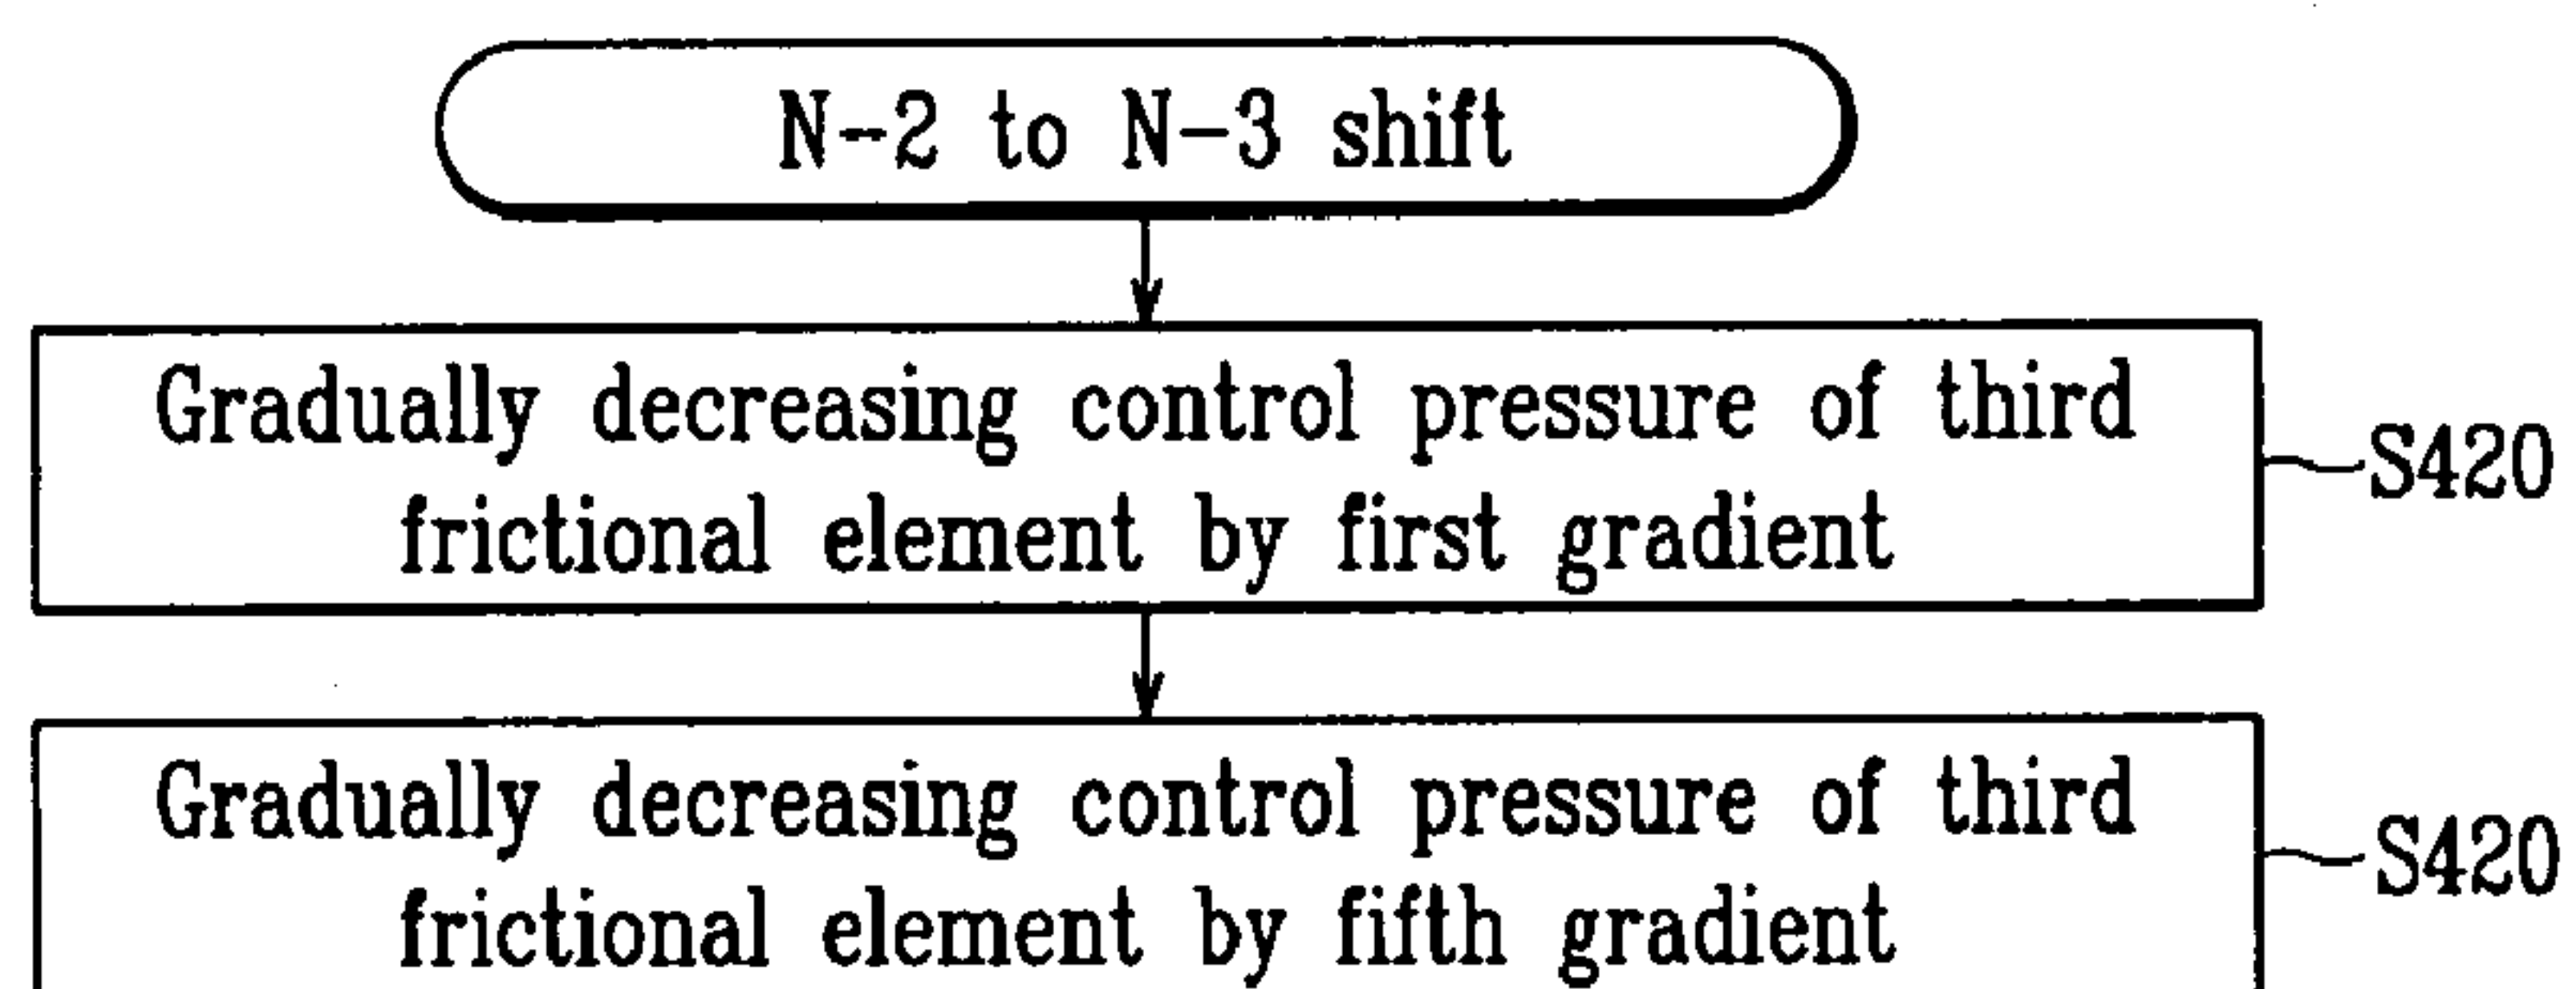 N-2 to N-3 shift
Gradually decreasing control pressure of third
frictional element by first gradient
S420
Gradually decreasing control pressure of third
frictional element by fifth gradient
S420